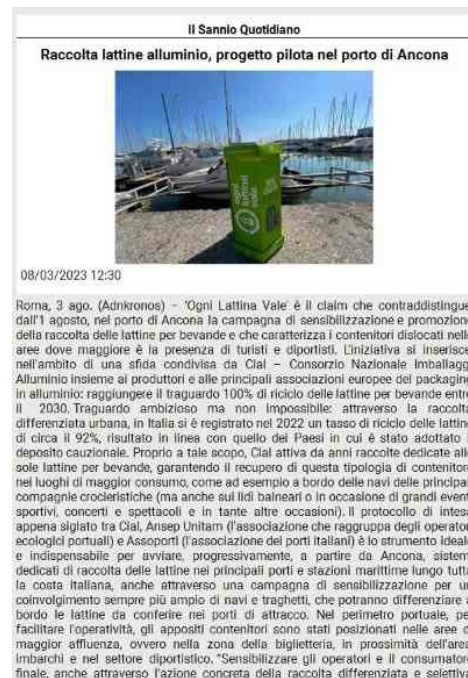 Il Sannio Quotidiano
Raccolta lattine alluminio, progetto pilota nel porto di Ancona
ogni
lattina
vale
08/03/2023 12:30
Roma, 3 ago. (Adnkronos) – 'Ogni Lattina Vale' è il claim che contraddistingue,
dall'1 agosto, nel porto di Ancona la campagna di sensibilizzazione e promozione
della raccolta delle lattine per bevande e che caratterizza i contenitori dislocati nelle
aree dove maggiore è la presenza di turisti e diportisti. L'iniziativa si inserisce
nell'ambito di una sfida condivisa da Cial – Consorzio Nazionale Imballaggi
Alluminio insieme ai produttori e alle principali associazioni europee del packaging
in alluminio: raggiungere il traguardo 100% di riciclo delle lattine per bevande entro
il 2030. Traguardo ambizioso ma non impossibile: attraverso la raccolta
differenziata urbana, in Italia si è registrato nel 2022 un tasso di riciclo delle lattine
di circa il 92%, risultato in linea con quello dei Paesi in cui è stato adottato il
deposito cauzionale. Proprio a tale scopo, Cial attiva da anni raccolte dedicate alle
sole lattine per bevande, garantendo il recupero di questa tipologia di contenitore
nei luoghi di maggior consumo, come ad esempio a bordo delle navi delle principali
compagnie crocieristiche (ma anche sui lidi balneari o in occasione di grandi eventi
sportivi, concerti e spettacoli e in tante altre occasioni). Il protocollo di intesa
appena siglato tra Cial, Ansep Unitam (l'associazione che raggruppa degli operatori
ecologici portuali) e Assoporti (l'associazione dei porti italiani) è lo strumento ideale
e indispensabile per avviare, progressivamente, a partire da Ancona, sistemi
dedicati di raccolta delle lattine nei principali porti e stazioni marittime lungo tutta
la costa italiana, anche attraverso una campagna di sensibilizzazione per un
coinvolgimento sempre più ampio di navi e traghetti, che potranno differenziare a
bordo le lattine da conferire nei porti di attracco. Nel perimetro portuale, per
facilitare l'operatività, gli appositi contenitori sono stati posizionati nelle aree di
maggior affluenza, ovvero nella zona della biglietteria, in prossimità dell'area
imbarchi e nel settore diportistico. "Sensibilizzare gli operatori e il consumatore
finale, anche attraverso l'azione concreta della raccolta differenziata e selettiva